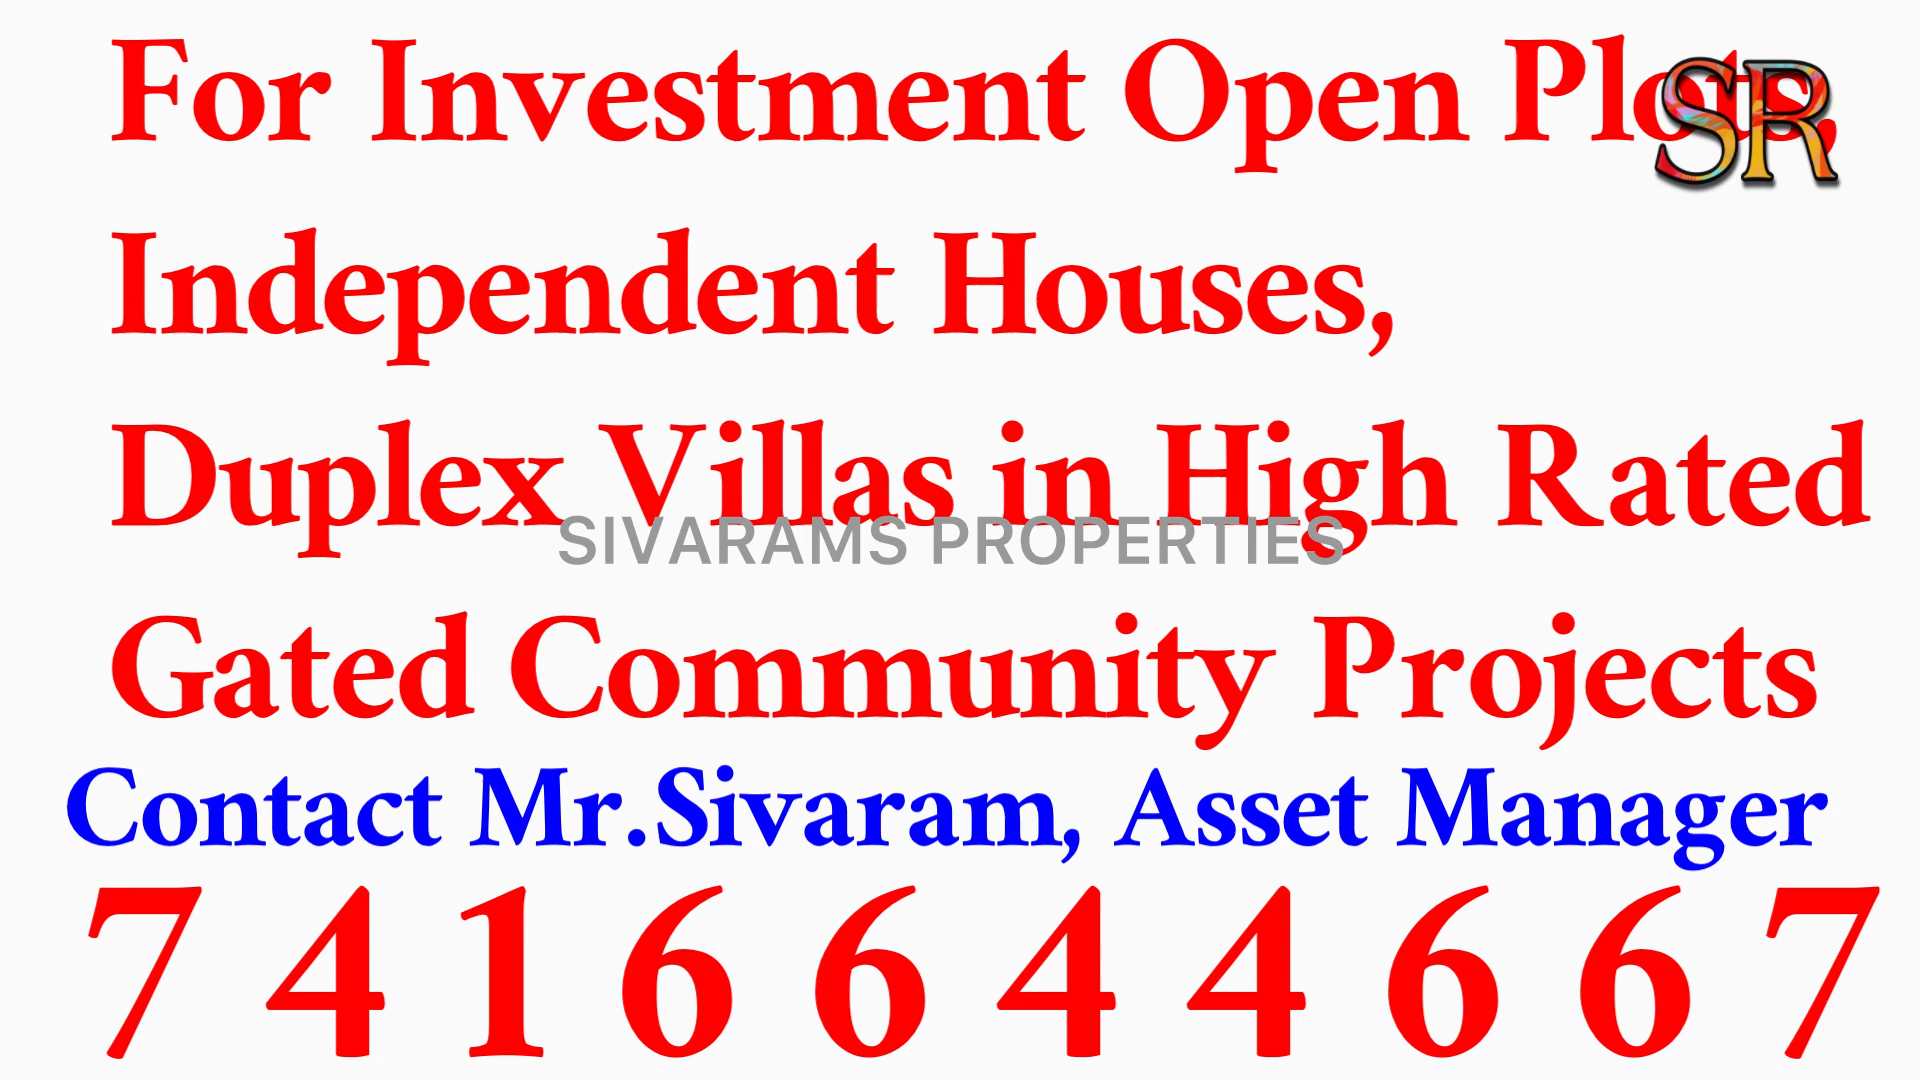 For Investment Open Plots,
SR
Independent Houses,
Duplex Villas in High Rated
SIVARAMS PROPERTIES
Gated Community Projects
Contact Mr.Sivaram, Asset Manager
7 4 1 6 6 4 4 6 6 7